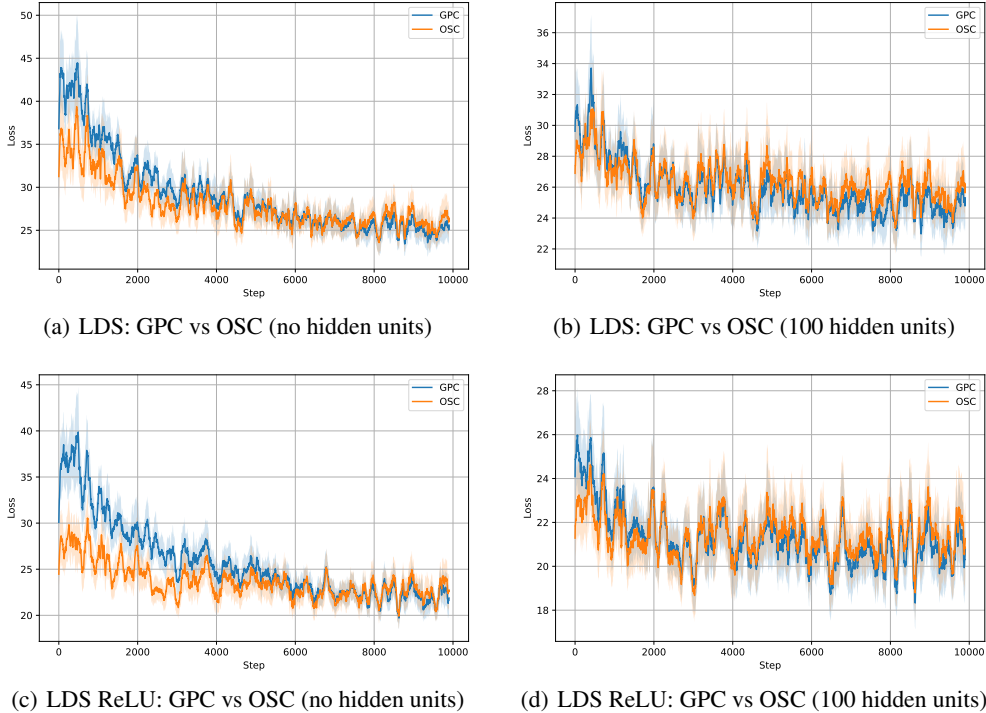 50
45
40
35
30
25
Loss
0 2000 4000 6000 8000 10000
Step
GPC
OSC
(a) LDS: GPC vs OSC (no hidden units)
36
34
32
30
28
26
24
22
Loss
0 2000 4000 6000 8000 10000
Step
GPC
OSC
(b) LDS: GPC vs OSC (100 hidden units)
45
40
35
30
25
20
Loss
0 2000 4000 6000 8000 10000
Step
GPC
OSC
(c) LDS ReLU: GPC vs OSC (no hidden units)
28
26
24
22
20
18
Loss
0 2000 4000 6000 8000 10000
Step
GPC
OSC
(d) LDS ReLU: GPC vs OSC (100 hidden units)